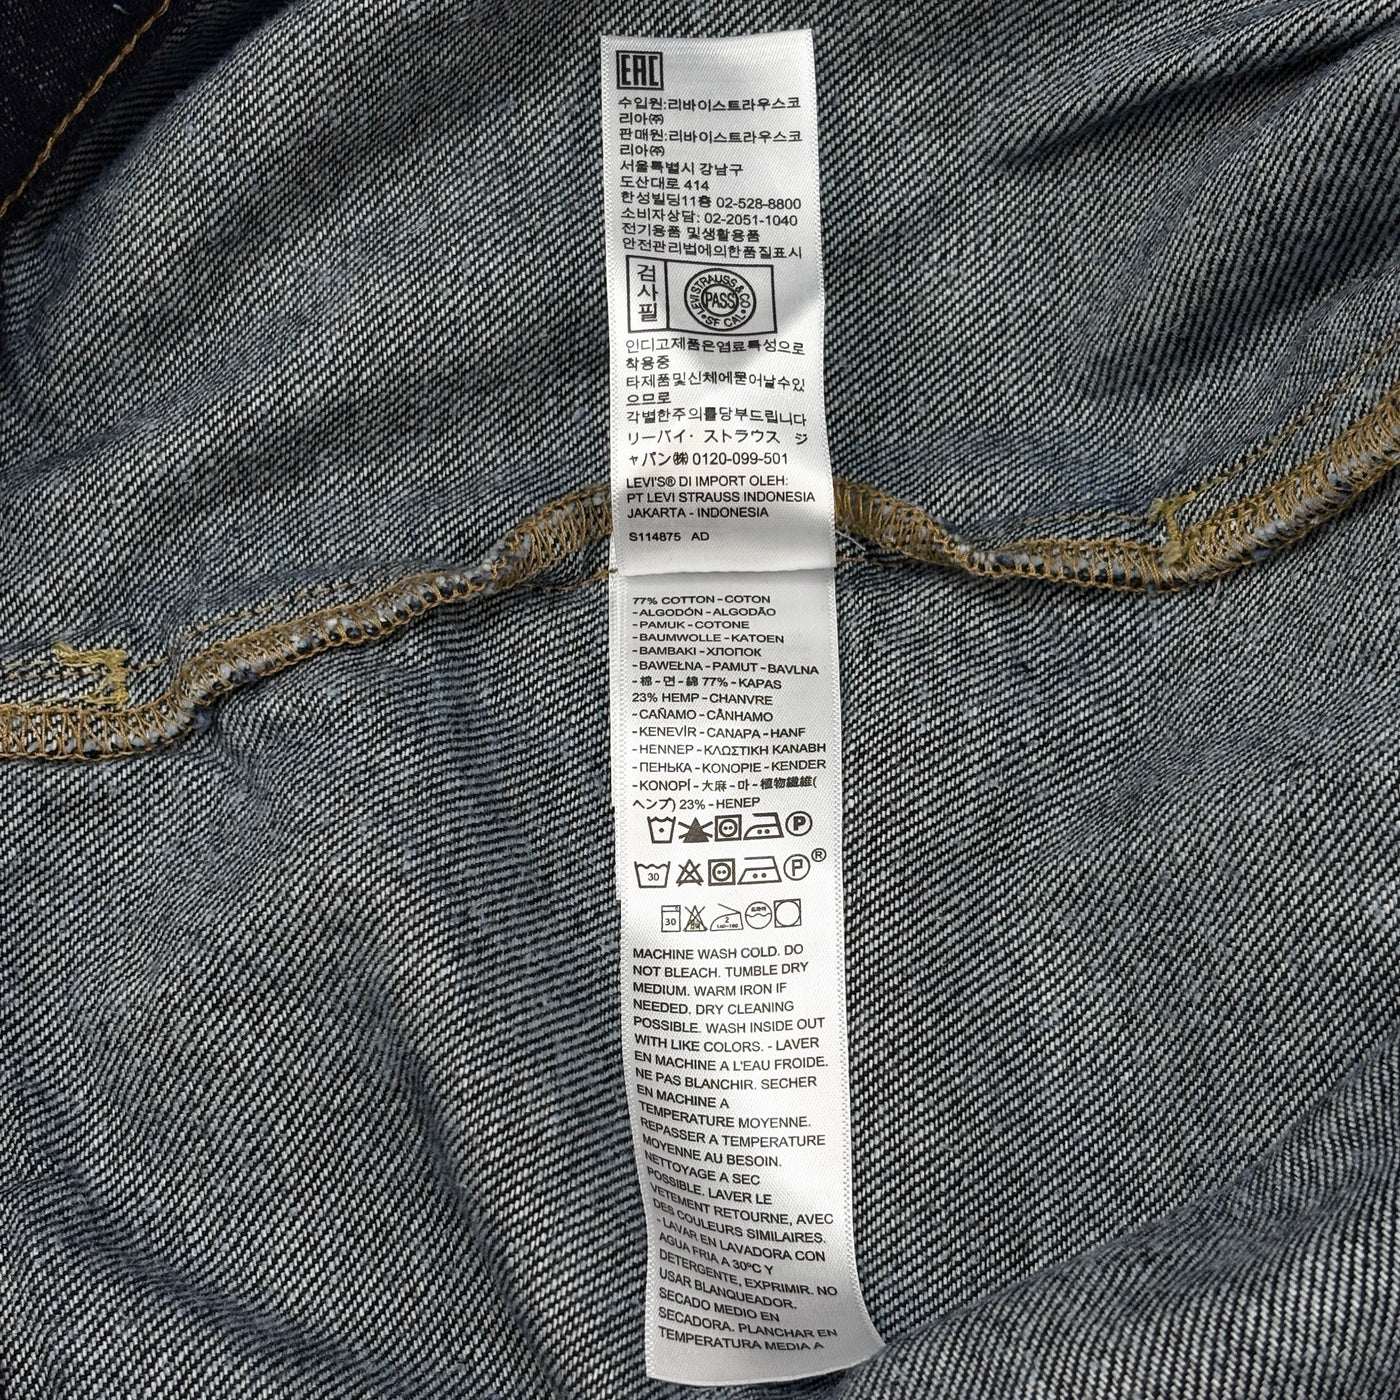 EAC
수입원:리바이스트라우스코
리아㈜
판매원:리바이스트라우스코
리아㈜
서울특별시 강남구
도산대로 414
한성빌딩11층 02-528-8800
소비자상담: 02-2051-1040
전기용품 및생활용품
안전관리법에의한품질표시
검사필
LEVI STRAUSS & CO
PASS
SF CAL
인디고제품은염료특성으로
착용중
타제품및신체에묻어날수있
으므로
각별한주의를당부드립니다
リーバイ・ストラウス ジ
ャパン㈱ 0120-099-501
LEVI'S® DI IMPORT OLEH:
PT LEVI STRAUSS INDONESIA
JAKARTA - INDONESIA
S114875 AD
77% COTTON - COTON
- ALGODÓN - ALGODÃO
- PAMUK - COTONE
- BAUMWOLLE - KATOEN
- BAMBAKI - ХЛОПОК
- BAWEŁNA - PAMUT - BAVLNA
- 棉 - 면 - 綿 77% - KAPAS
23% HEMP - CHANVRE
- CAÑAMO - CÂNHAMO
- KENEVİR - CANAPA - HANF
- HENNEP - ΚΛΩΣΤΙΚΗ ΚΑΝΑΒΗ
- ПЕНЬКА - KONOPIE - KENDER
- KONOPÍ - 大麻 - 마 - 植物繊維(
ヘンプ) 23% - HENEP
P
30 P ®
30 2 140~160 드라이
MACHINE WASH COLD. DO
NOT BLEACH. TUMBLE DRY
MEDIUM. WARM IRON IF
NEEDED. DRY CLEANING
POSSIBLE. WASH INSIDE OUT
WITH LIKE COLORS. - LAVER
EN MACHINE A L'EAU FROIDE.
NE PAS BLANCHIR. SECHER
EN MACHINE A
TEMPERATURE MOYENNE.
REPASSER A TEMPERATURE
MOYENNE AU BESOIN.
NETTOYAGE A SEC
POSSIBLE. LAVER LE
VETEMENT RETOURNE, AVEC
DES COULEURS SIMILAIRES.
- LAVAR EN LAVADORA CON
AGUA FRIA A 30ºC Y
DETERGENTE, EXPRIMIR. NO
USAR BLANQUEADOR.
SECADO MEDIO EN
SECADORA. PLANCHAR EN
TEMPERATURA MEDIA A